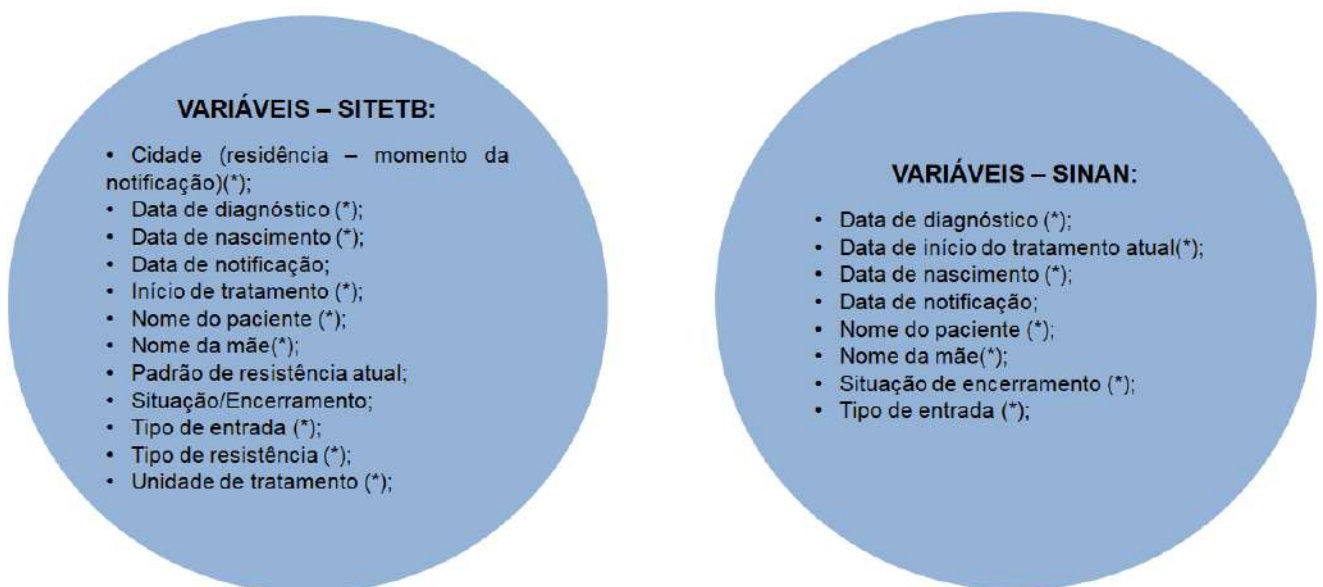 VARIÁVEIS – SITETB:
• Cidade (residência – momento da
notificação)(*);
• Data de diagnóstico (*);
• Data de nascimento (*);
• Data de notificação;
• Início de tratamento (*);
• Nome do paciente (*);
• Nome da mãe(*);
• Padrão de resistência atual;
• Situação/Encerramento;
• Tipo de entrada (*);
• Tipo de resistência (*);
• Unidade de tratamento (*);
VARIÁVEIS – SINAN:
• Data de diagnóstico (*);
• Data de início do tratamento atual(*);
• Data de nascimento (*);
• Data de notificação;
• Nome do paciente (*);
• Nome da mãe(*);
• Situação de encerramento (*);
• Tipo de entrada (*);